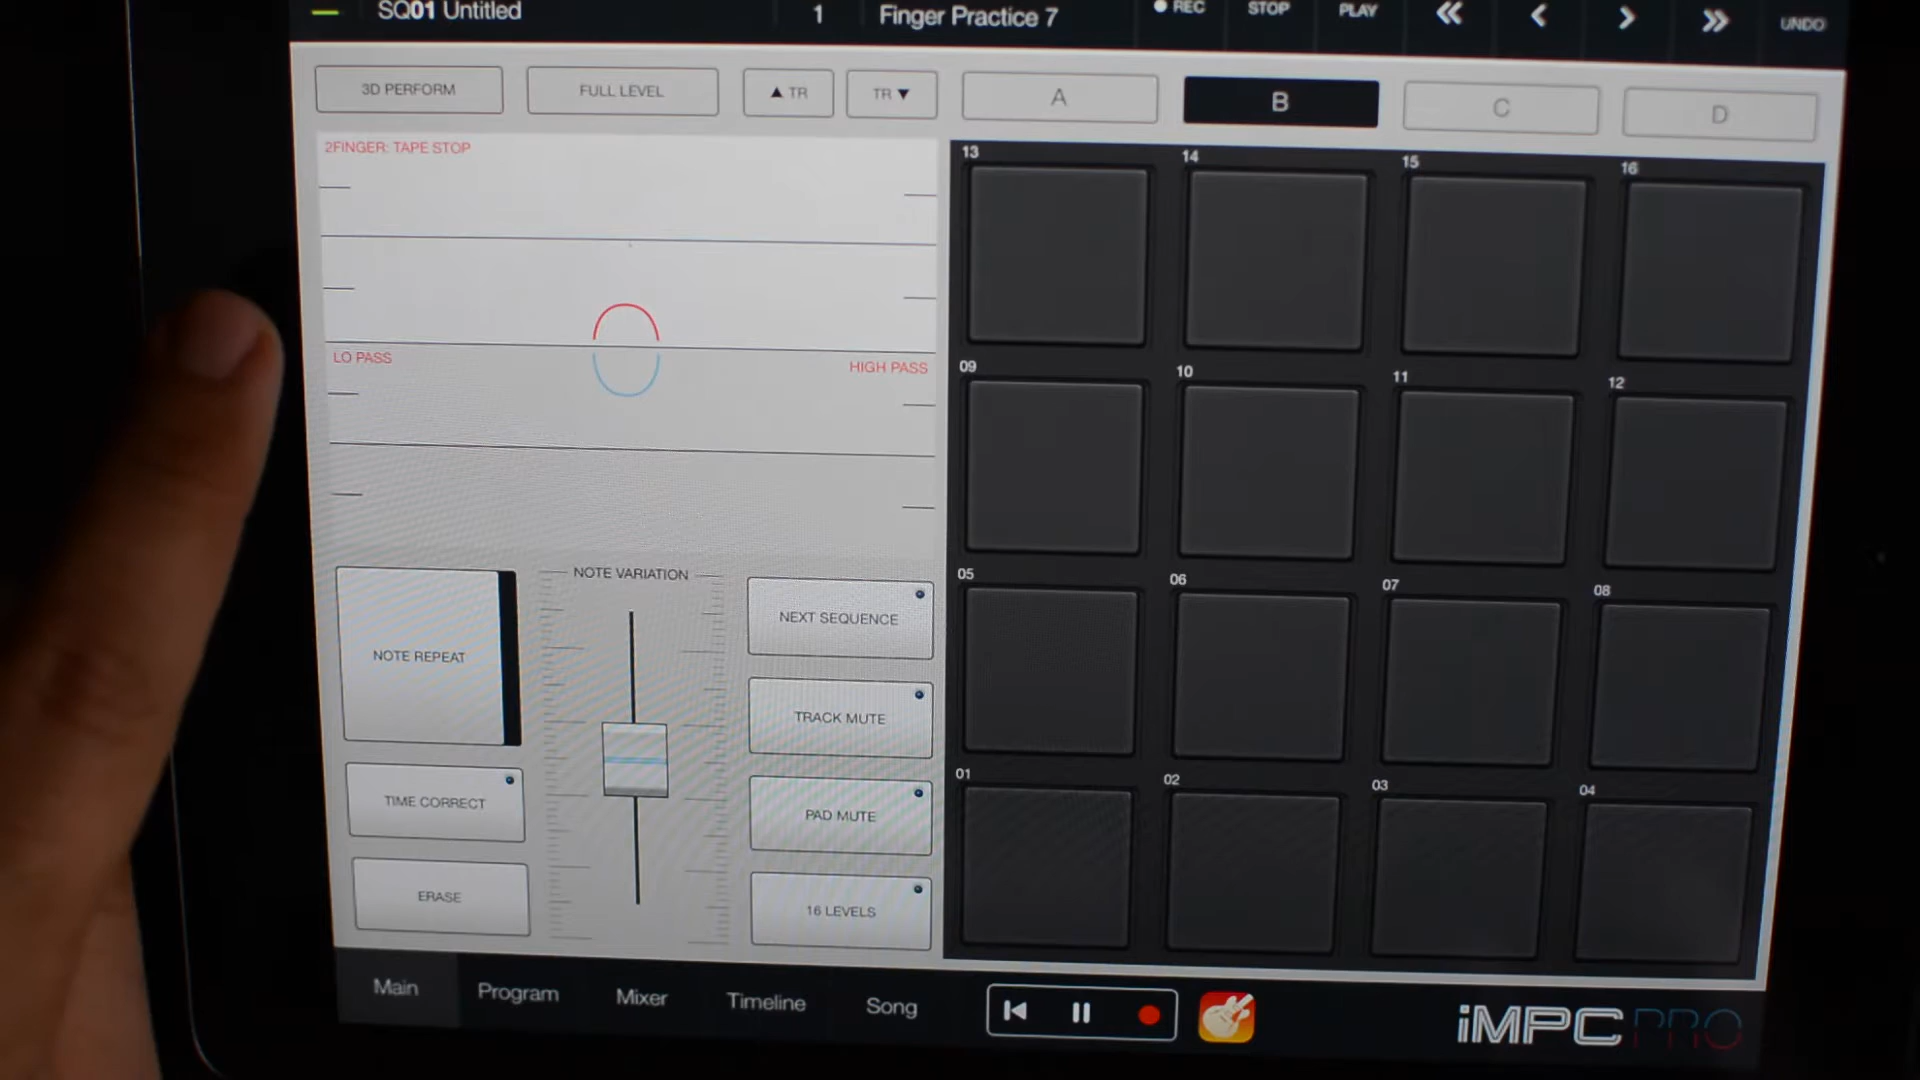 SQ01 Untitled
1
Finger Practice 7
REC
STOP
PLAY
UNDO
3D PERFORM
FULL LEVEL
▲ TR
TR ▼
A
B
C
D
2FINGER: TAPE STOP
LO PASS
HIGH PASS
13
14
15
16
09
10
11
12
05
06
07
08
01
02
03
04
NOTE REPEAT
NOTE VARIATION
NEXT SEQUENCE
TRACK MUTE
TIME CORRECT
PAD MUTE
ERASE
16 LEVELS
Main
Program
Mixer
Timeline
Song
iMPC PRO